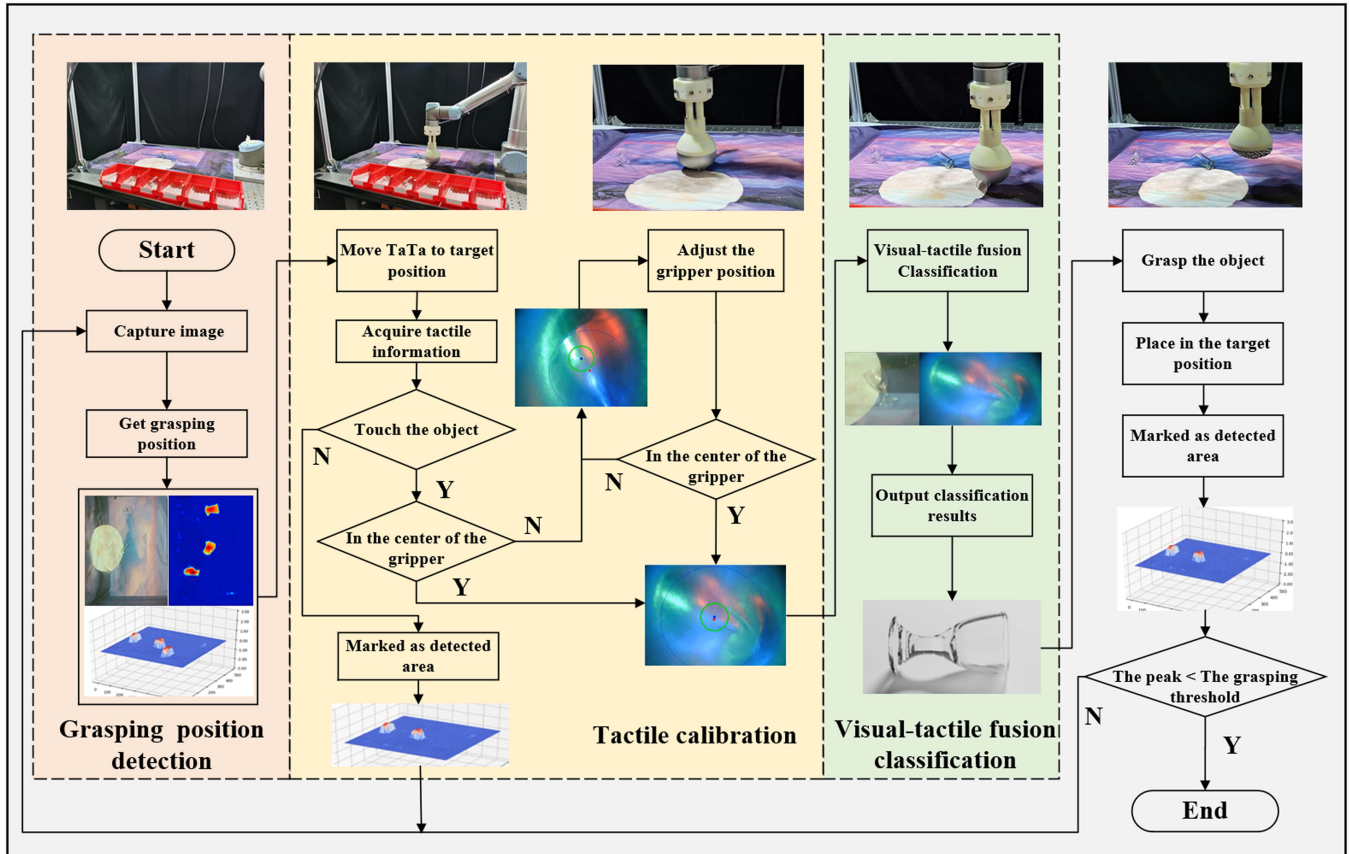 Start
Capture image
Get grasping
position
Grasping position
detection
Move TaTa to target
position
Acquire tactile
information
Touch the object
N
Y
In the center of the
gripper
N
Y
Marked as detected
area
Adjust the
gripper position
In the center of the
gripper
N
Y
Tactile calibration
Visual-tactile fusion
Classification
Output classification
results
Visual-tactile fusion
classification
Grasp the object
Place in the target
position
Marked as detected
area
The peak < The grasping
threshold
N
Y
End